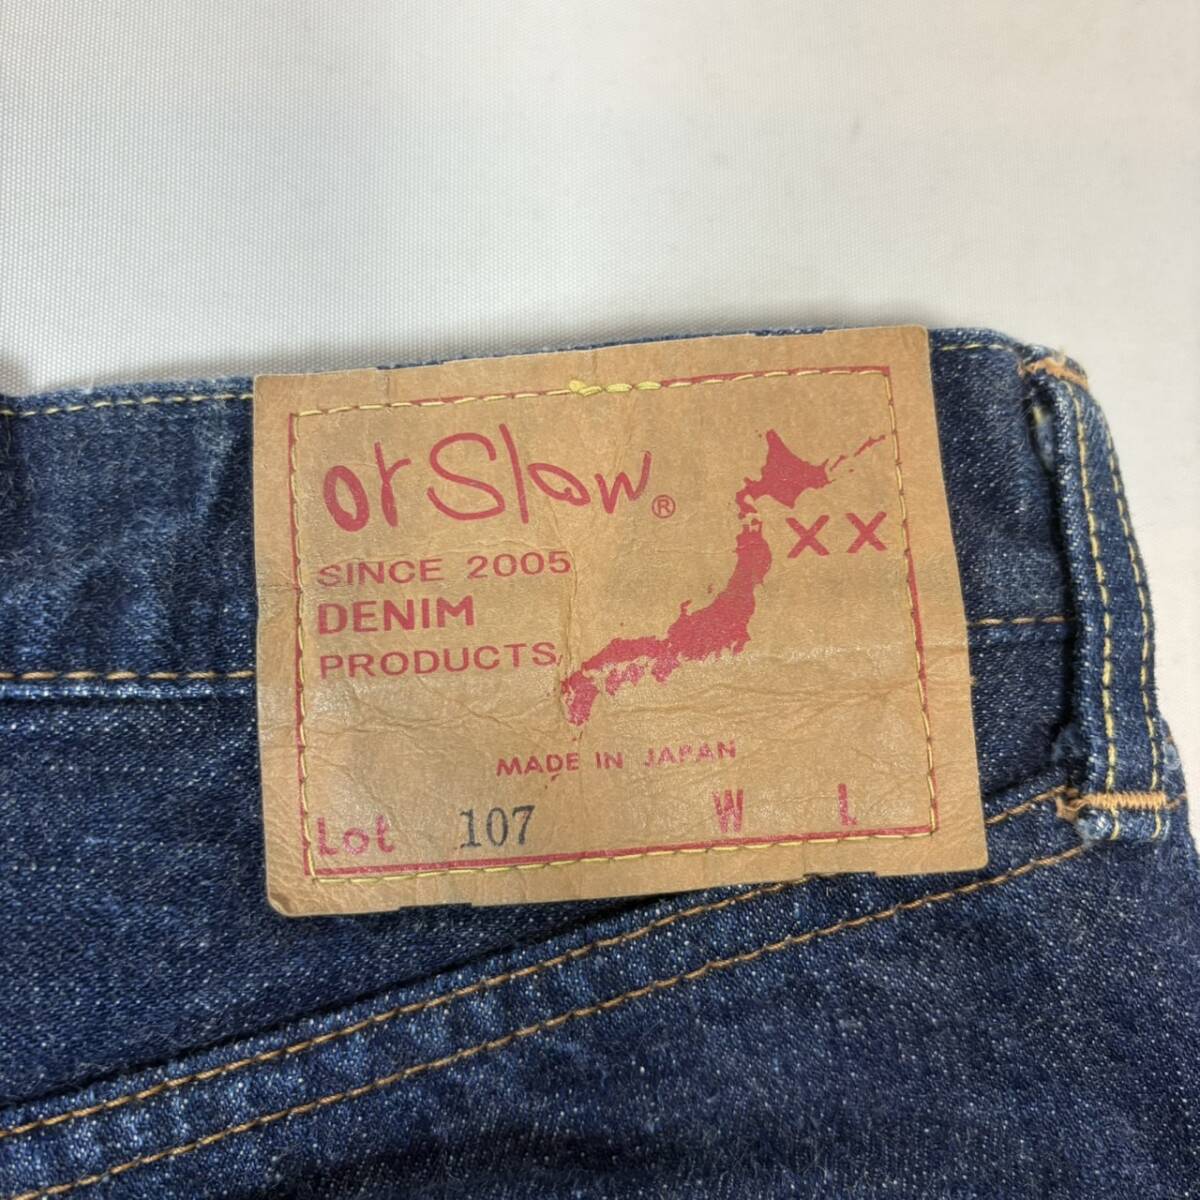 orSlow®
XX
SINCE 2005
DENIM
PRODUCTS
MADE IN JAPAN
Lot 107 W L